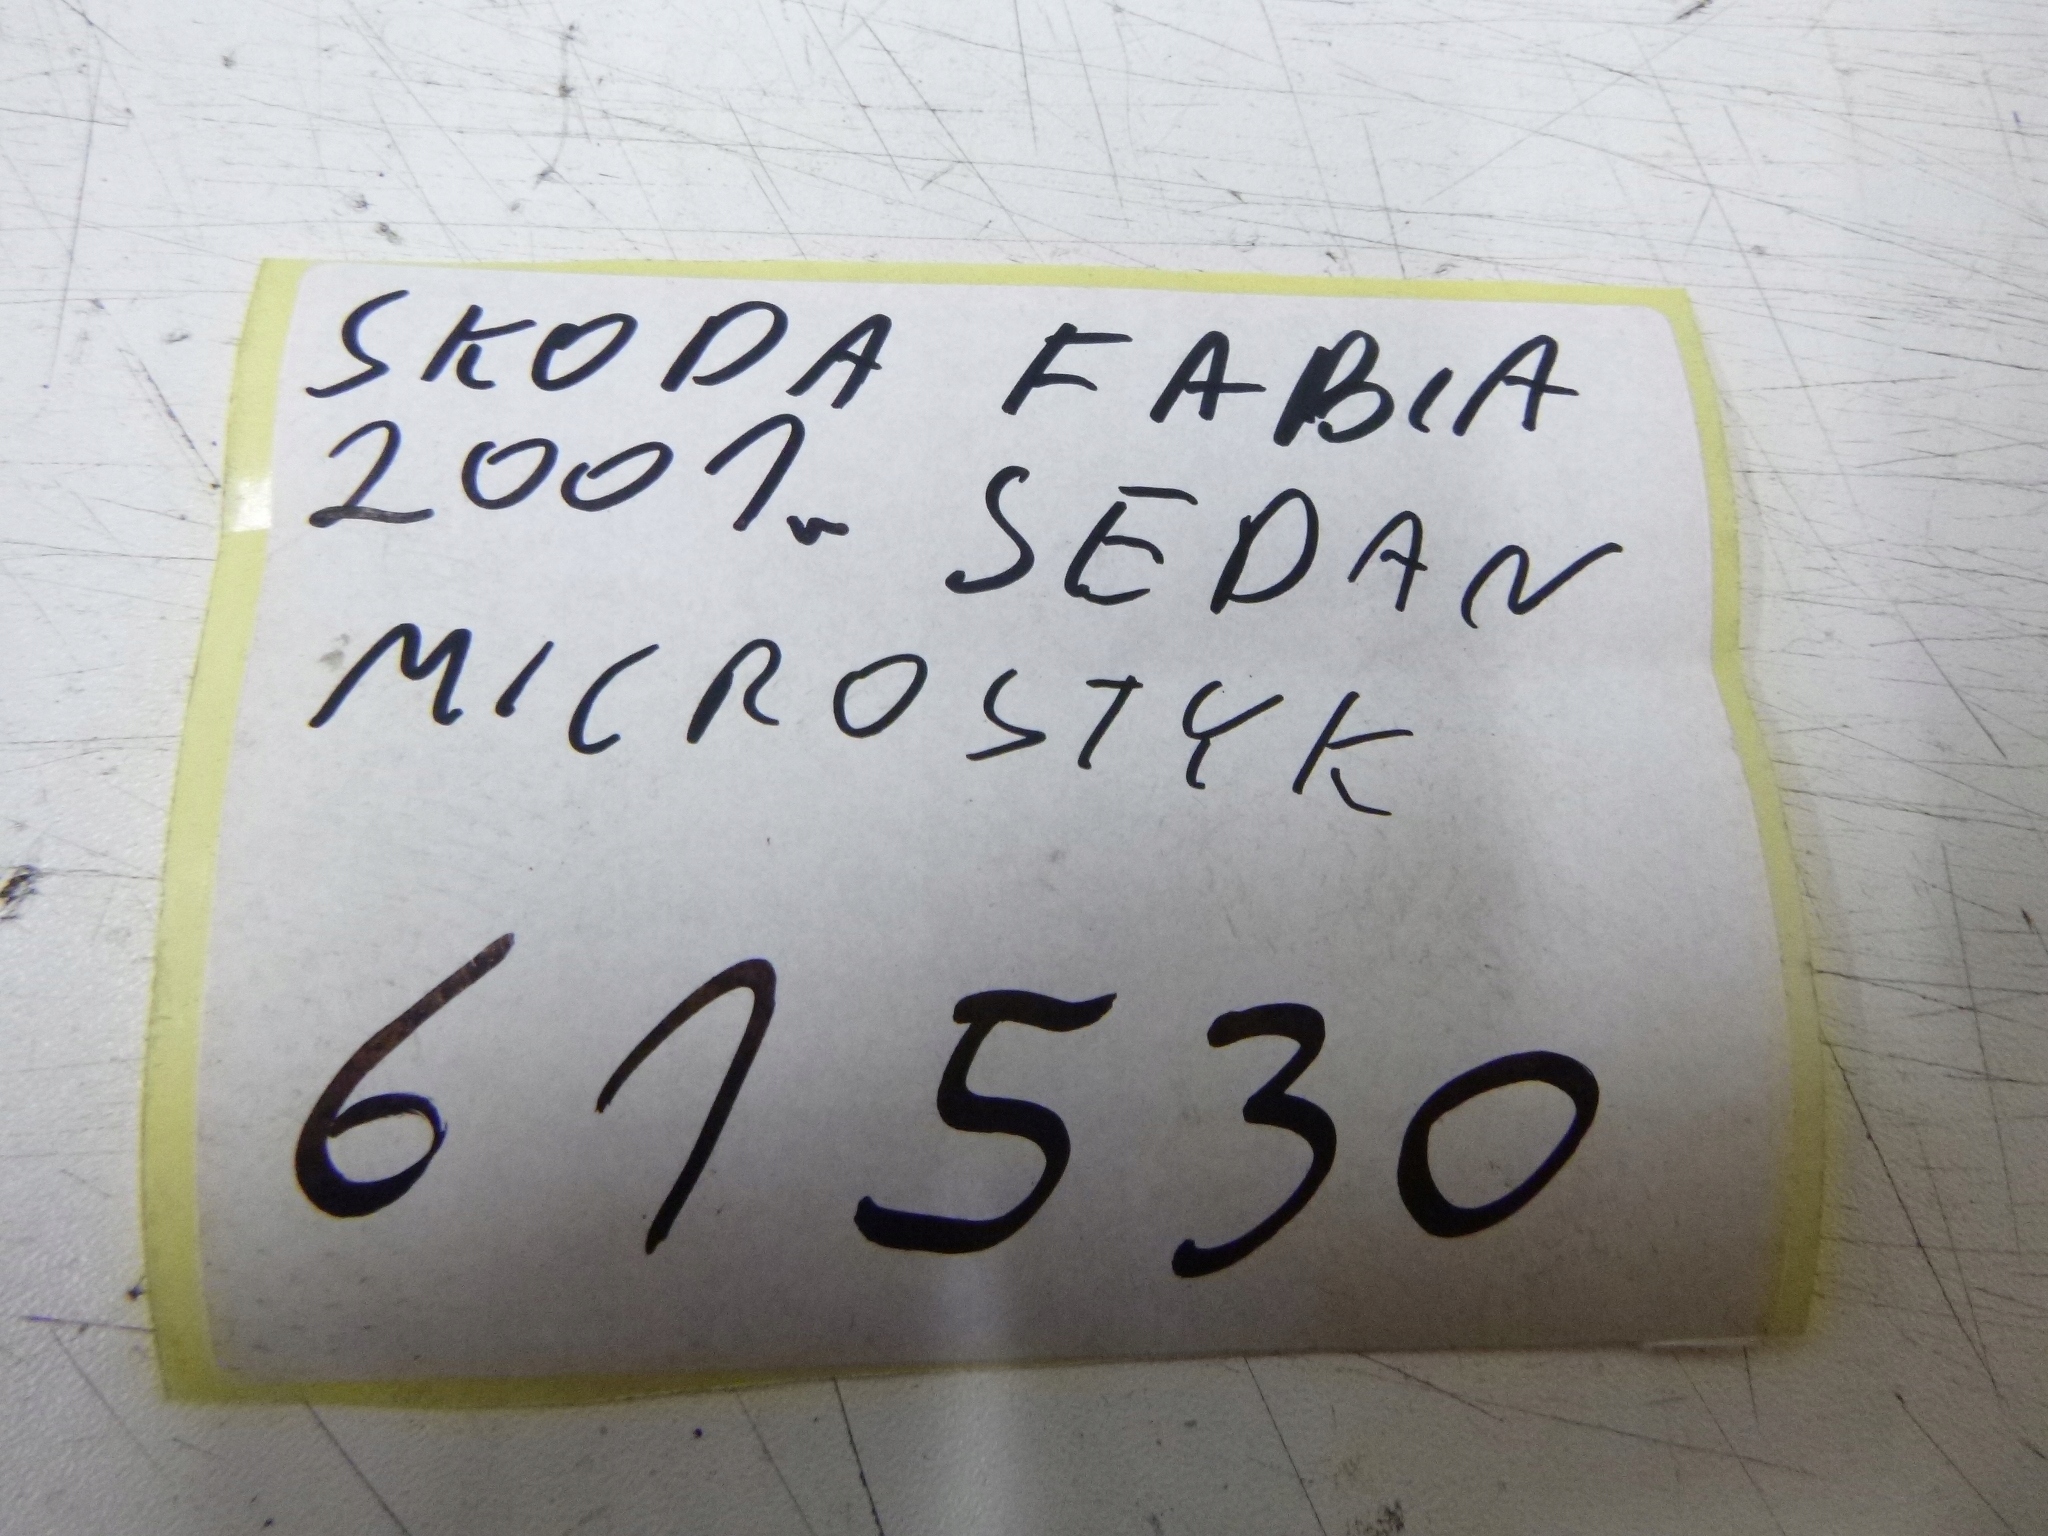 SKODA FABIA
2001r SEDAN
MICROSTYK
61530